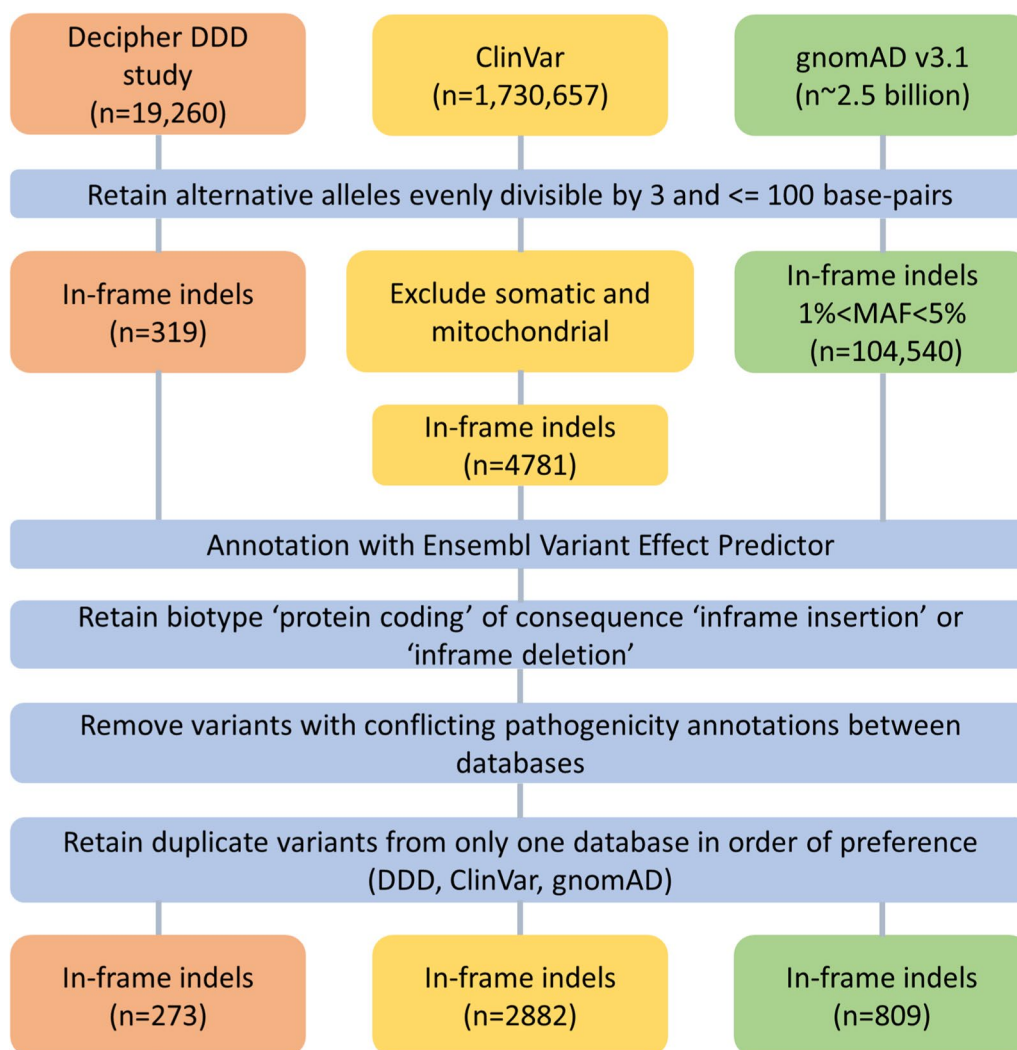 Decipher DDD
study
(n=19,260)
ClinVar
(n=1,730,657)
gnomAD v3.1
(n~2.5 billion)
Retain alternative alleles evenly divisible by 3 and <= 100 base-pairs
In-frame indels
(n=319)
Exclude somatic and
mitochondrial
In-frame indels
1%<MAF<5%
(n=104,540)
In-frame indels
(n=4781)
Annotation with Ensembl Variant Effect Predictor
Retain biotype ‘protein coding’ of consequence ‘inframe insertion’ or
‘inframe deletion’
Remove variants with conflicting pathogenicity annotations between
databases
Retain duplicate variants from only one database in order of preference
(DDD, ClinVar, gnomAD)
In-frame indels
(n=273)
In-frame indels
(n=2882)
In-frame indels
(n=809)